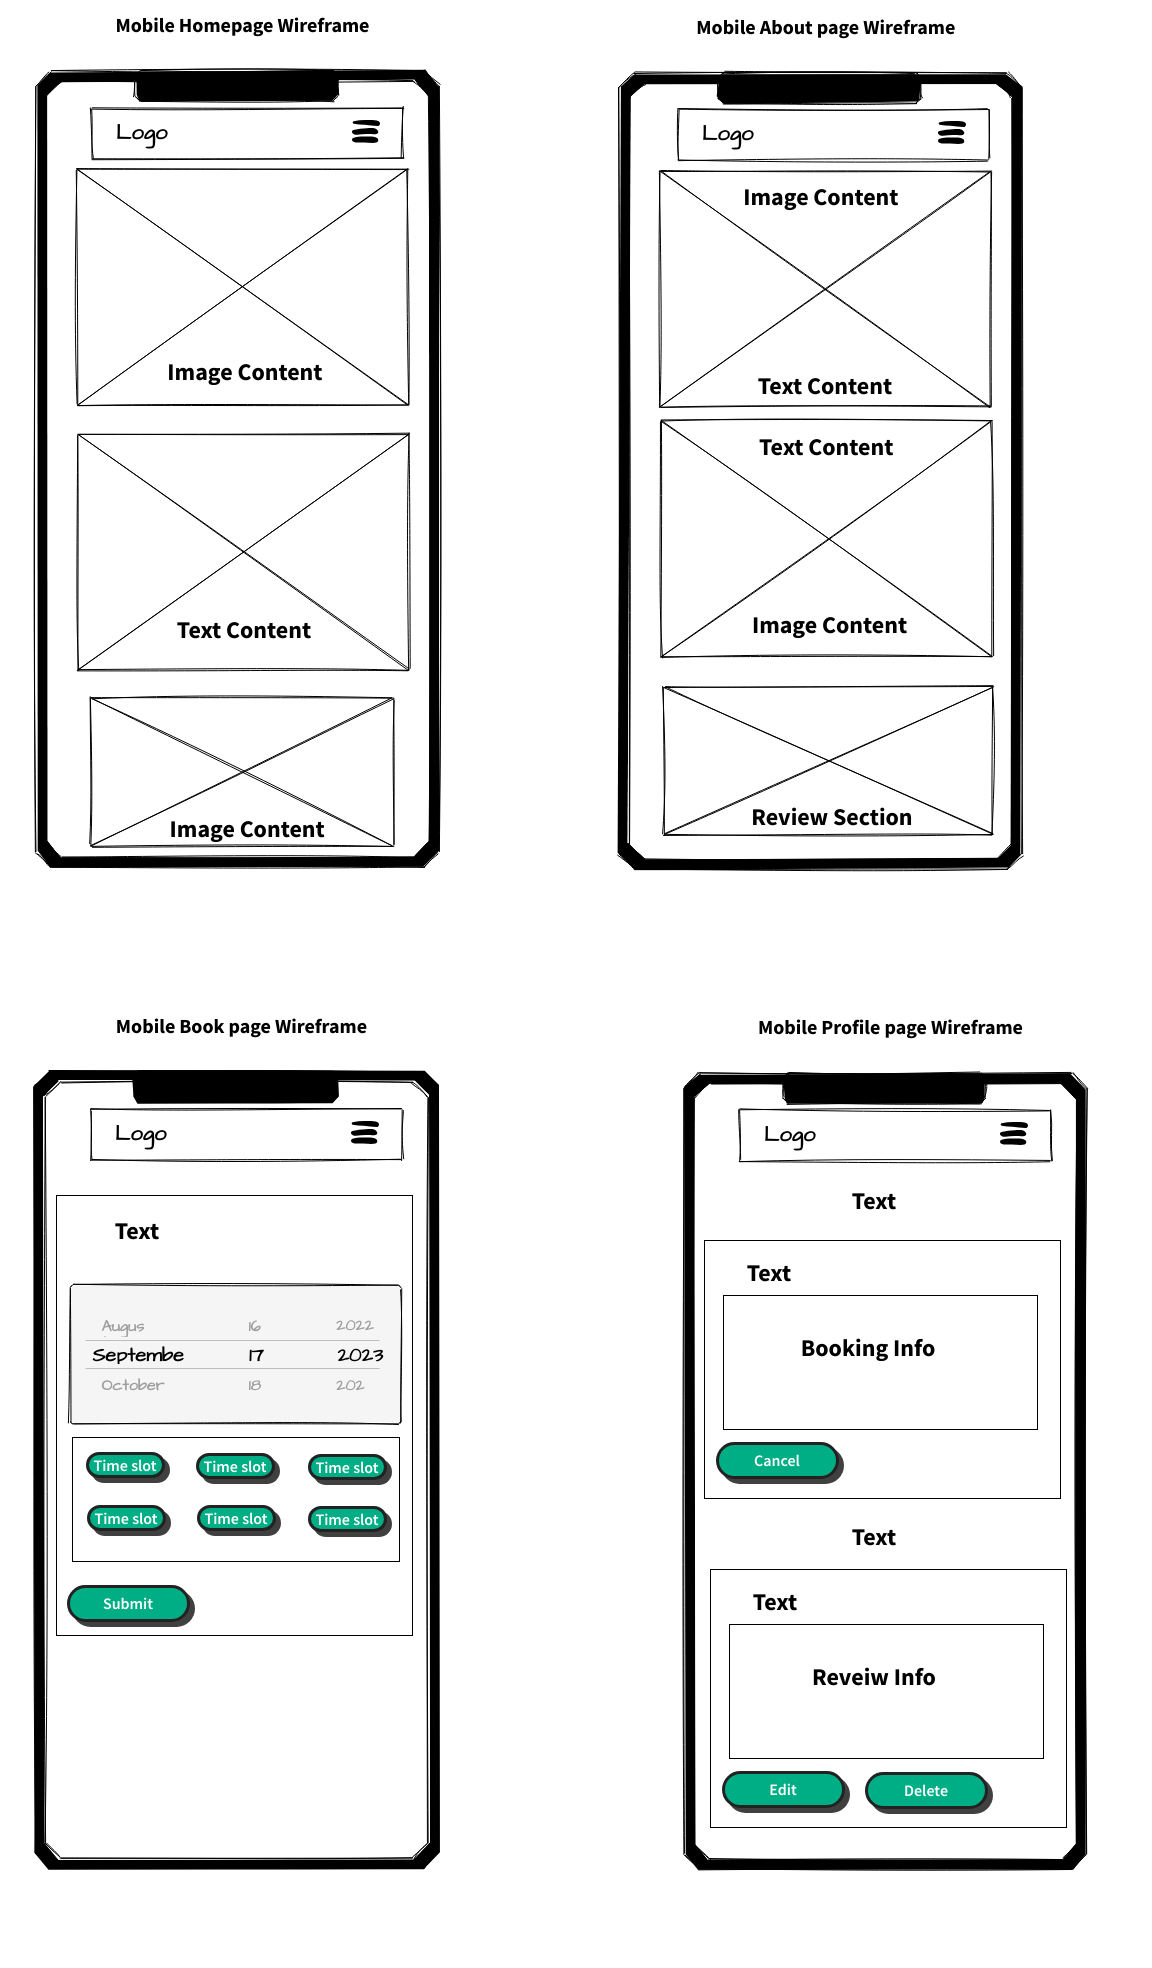 Mobile Homepage Wireframe
Logo
Image Content
Text Content
Image Content
Mobile About page Wireframe
Logo
Image Content
Text Content
Text Content
Image Content
Review Section
Mobile Book page Wireframe
Logo
Text
Augus 16 2022
Septembe 17 2023
October 18 202
Time slot Time slot Time slot
Time slot Time slot Time slot
Submit
Mobile Profile page Wireframe
Logo
Text
Text
Booking Info
Cancel
Text
Text
Reveiw Info
Edit Delete